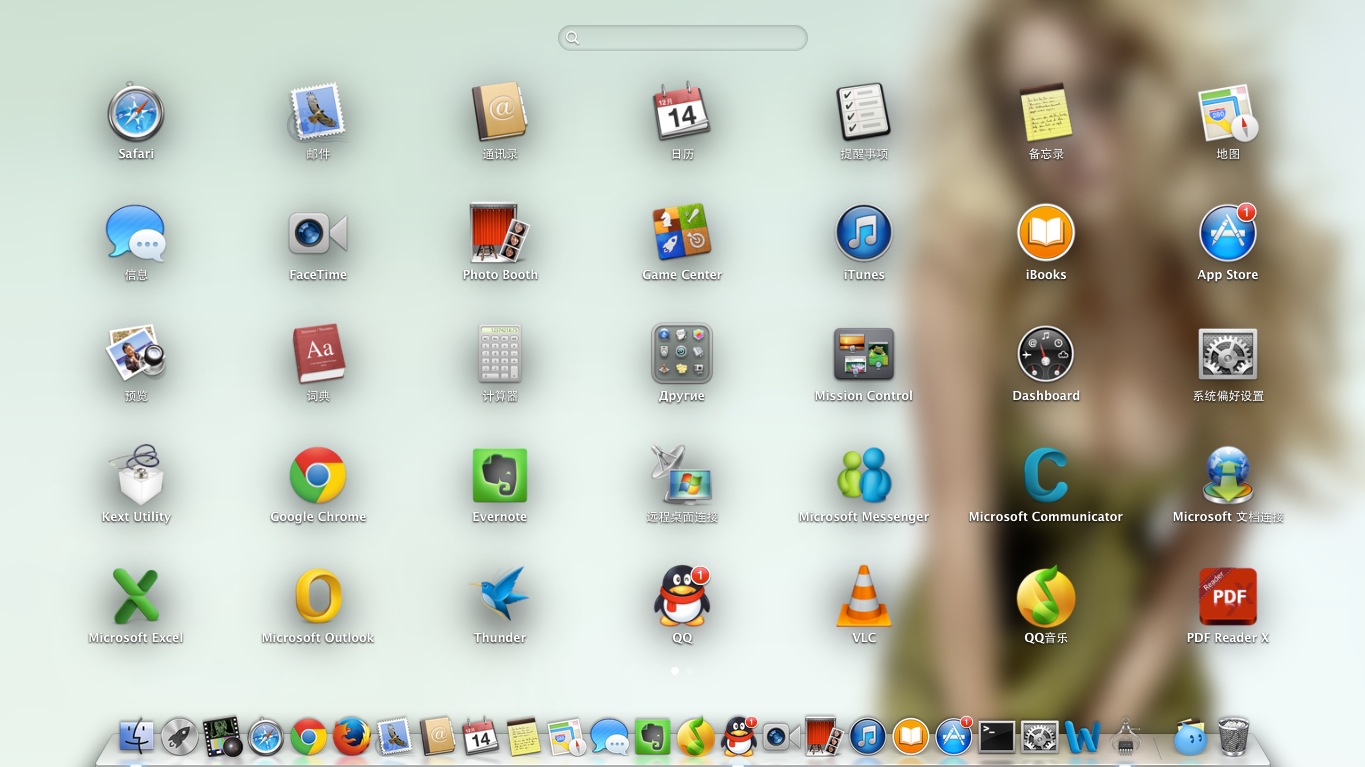 Safari
邮件
12月
14
通讯录
日历
提醒事项
备忘录
280
地图
信息
FaceTime
Photo Booth
Game Center
iTunes
iBooks
1
App Store
预览
Aa
词典
计算器
Другие
Mission Control
Dashboard
系统偏好设置
Kext Utility
Google Chrome
Evernote
远程桌面连接
Microsoft Messenger
Microsoft Communicator
Microsoft 文档连接
Microsoft Excel
Microsoft Outlook
Thunder
1
QQ
VLC
QQ音乐
Reader
PDF
PDF Reader X
14
1
1